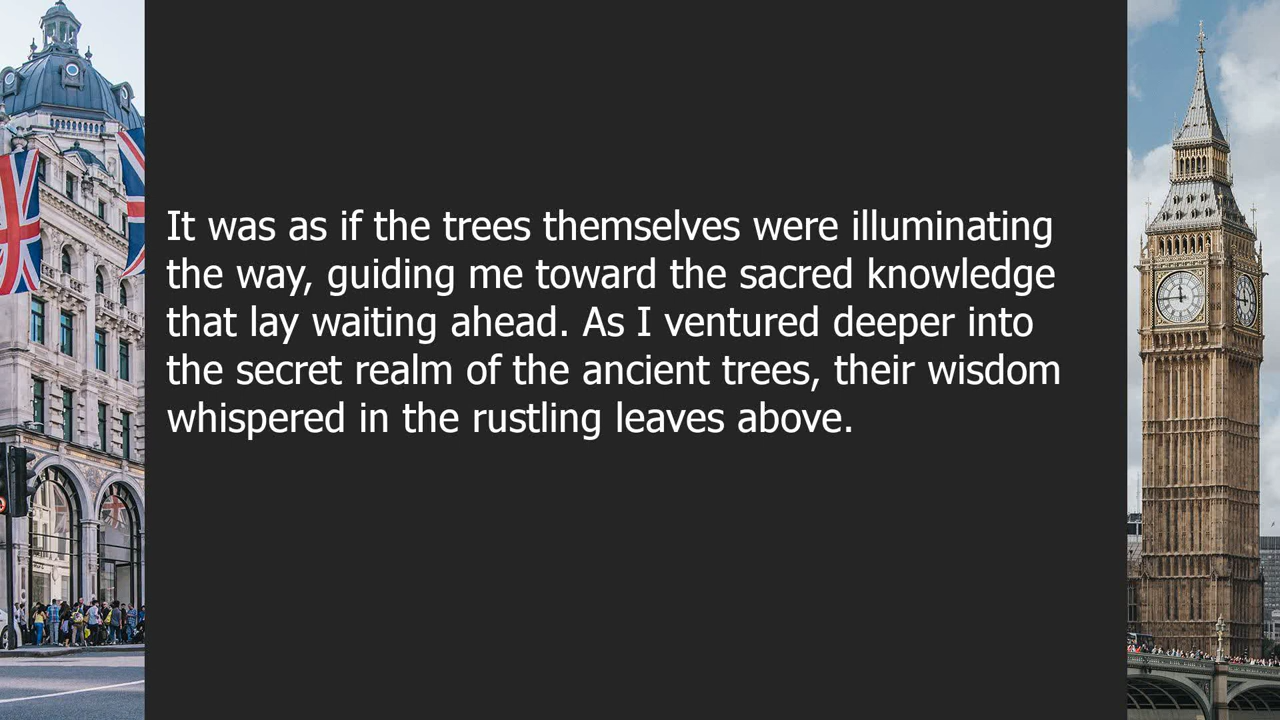 It was as if the trees themselves were illuminating
the way, guiding me toward the sacred knowledge
that lay waiting ahead. As I ventured deeper into
the secret realm of the ancient trees, their wisdom
whispered in the rustling leaves above.